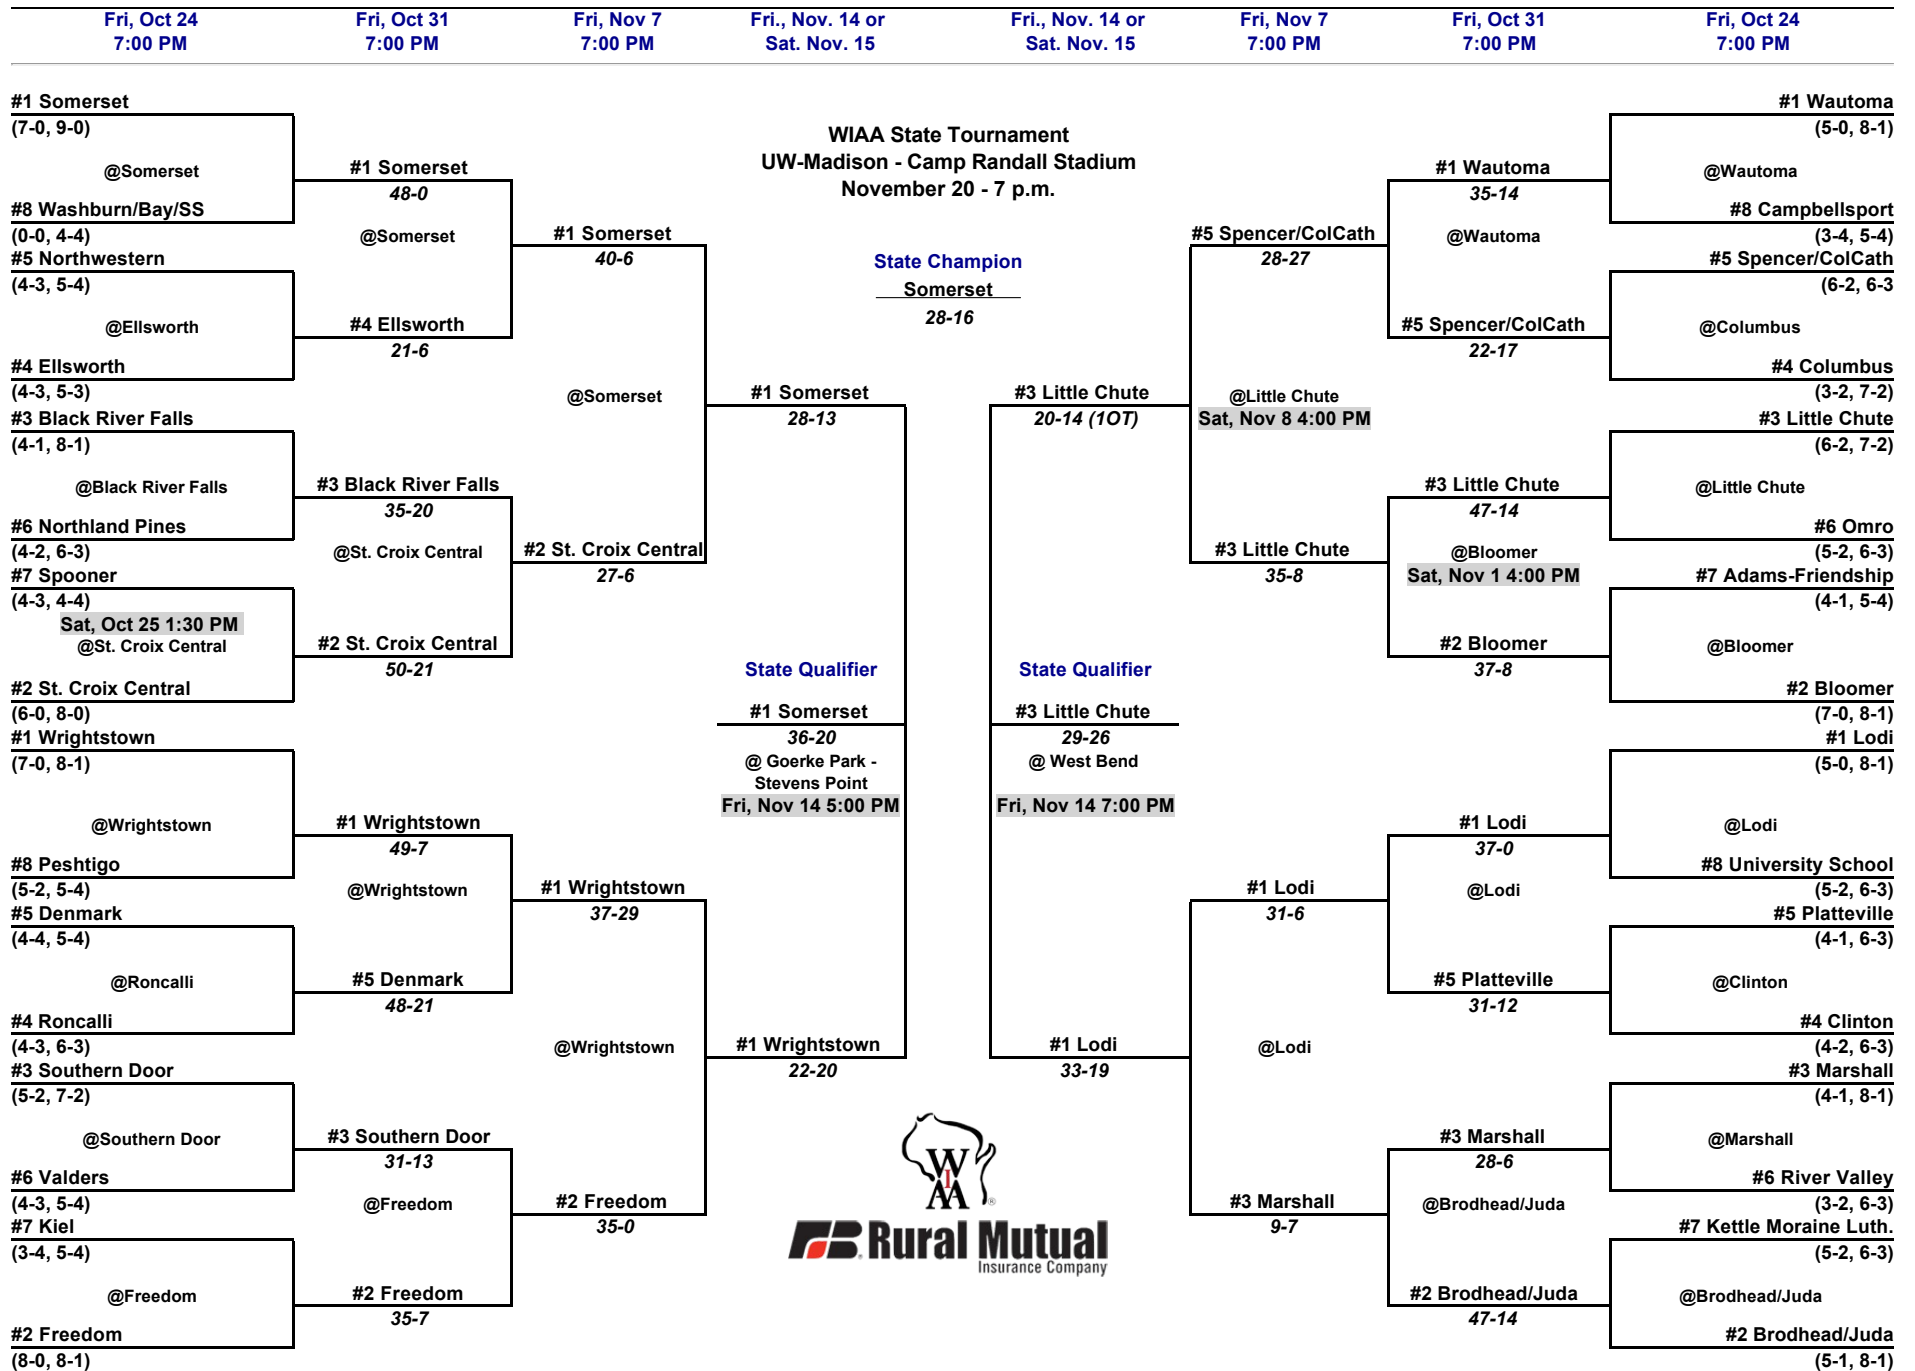 Fri, Oct 24
7:00 PM
Fri, Oct 31
7:00 PM
Fri, Nov 7
7:00 PM
Fri., Nov. 14 or
Sat. Nov. 15
Fri., Nov. 14 or
Sat. Nov. 15
Fri, Nov 7
7:00 PM
Fri, Oct 31
7:00 PM
Fri, Oct 24
7:00 PM
#1 Somerset
(7-0, 9-0)
@Somerset
#8 Washburn/Bay/SS
(0-0, 4-4)
#5 Northwestern
(4-3, 5-4)
@Ellsworth
#4 Ellsworth
(4-3, 5-3)
#3 Black River Falls
(4-1, 8-1)
@Black River Falls
#6 Northland Pines
(4-2, 6-3)
#7 Spooner
(4-3, 4-4)
Sat, Oct 25 1:30 PM
@St. Croix Central
#2 St. Croix Central
(6-0, 8-0)
#1 Wrightstown
(7-0, 8-1)
@Wrightstown
#8 Peshtigo
(5-2, 5-4)
#5 Denmark
(4-4, 5-4)
@Roncalli
#4 Roncalli
(4-3, 6-3)
#3 Southern Door
(5-2, 7-2)
@Southern Door
#6 Valders
(4-3, 5-4)
#7 Kiel
(3-4, 5-4)
@Freedom
#2 Freedom
(8-0, 8-1)
#1 Somerset
48-0
@Somerset
#4 Ellsworth
21-6
#3 Black River Falls
35-20
@St. Croix Central
#2 St. Croix Central
50-21
#1 Wrightstown
49-7
@Wrightstown
#5 Denmark
48-21
#3 Southern Door
31-13
@Freedom
#2 Freedom
35-7
#1 Somerset
40-6
@Somerset
#2 St. Croix Central
27-6
#1 Wrightstown
37-29
@Wrightstown
#2 Freedom
35-0
#1 Somerset
28-13
State Qualifier
#1 Somerset
36-20
@ Goerke Park -
Stevens Point
Fri, Nov 14 5:00 PM
#1 Wrightstown
22-20
WIAA State Tournament
UW-Madison - Camp Randall Stadium
November 20 - 7 p.m.
State Champion
Somerset
28-16
#3 Little Chute
20-14 (1OT)
State Qualifier
#3 Little Chute
29-26
@ West Bend
Fri, Nov 14 7:00 PM
#1 Lodi
33-19
WIAA
®
FB Rural Mutual
Insurance Company
#5 Spencer/ColCath
28-27
@Little Chute
Sat, Nov 8 4:00 PM
#3 Little Chute
35-8
#1 Lodi
31-6
@Lodi
#3 Marshall
9-7
#1 Wautoma
35-14
@Wautoma
#5 Spencer/ColCath
22-17
#3 Little Chute
47-14
@Bloomer
Sat, Nov 1 4:00 PM
#2 Bloomer
37-8
#1 Lodi
37-0
@Lodi
#5 Platteville
31-12
#3 Marshall
28-6
@Brodhead/Juda
#2 Brodhead/Juda
47-14
#1 Wautoma
(5-0, 8-1)
@Wautoma
#8 Campbellsport
(3-4, 5-4)
#5 Spencer/ColCath
(6-2, 6-3
@Columbus
#4 Columbus
(3-2, 7-2)
#3 Little Chute
(6-2, 7-2)
@Little Chute
#6 Omro
(5-2, 6-3)
#7 Adams-Friendship
(4-1, 5-4)
@Bloomer
#2 Bloomer
(7-0, 8-1)
#1 Lodi
(5-0, 8-1)
@Lodi
#8 University School
(5-2, 6-3)
#5 Platteville
(4-1, 6-3)
@Clinton
#4 Clinton
(4-2, 6-3)
#3 Marshall
(4-1, 8-1)
@Marshall
#6 River Valley
(3-2, 6-3)
#7 Kettle Moraine Luth.
(5-2, 6-3)
@Brodhead/Juda
#2 Brodhead/Juda
(5-1, 8-1)